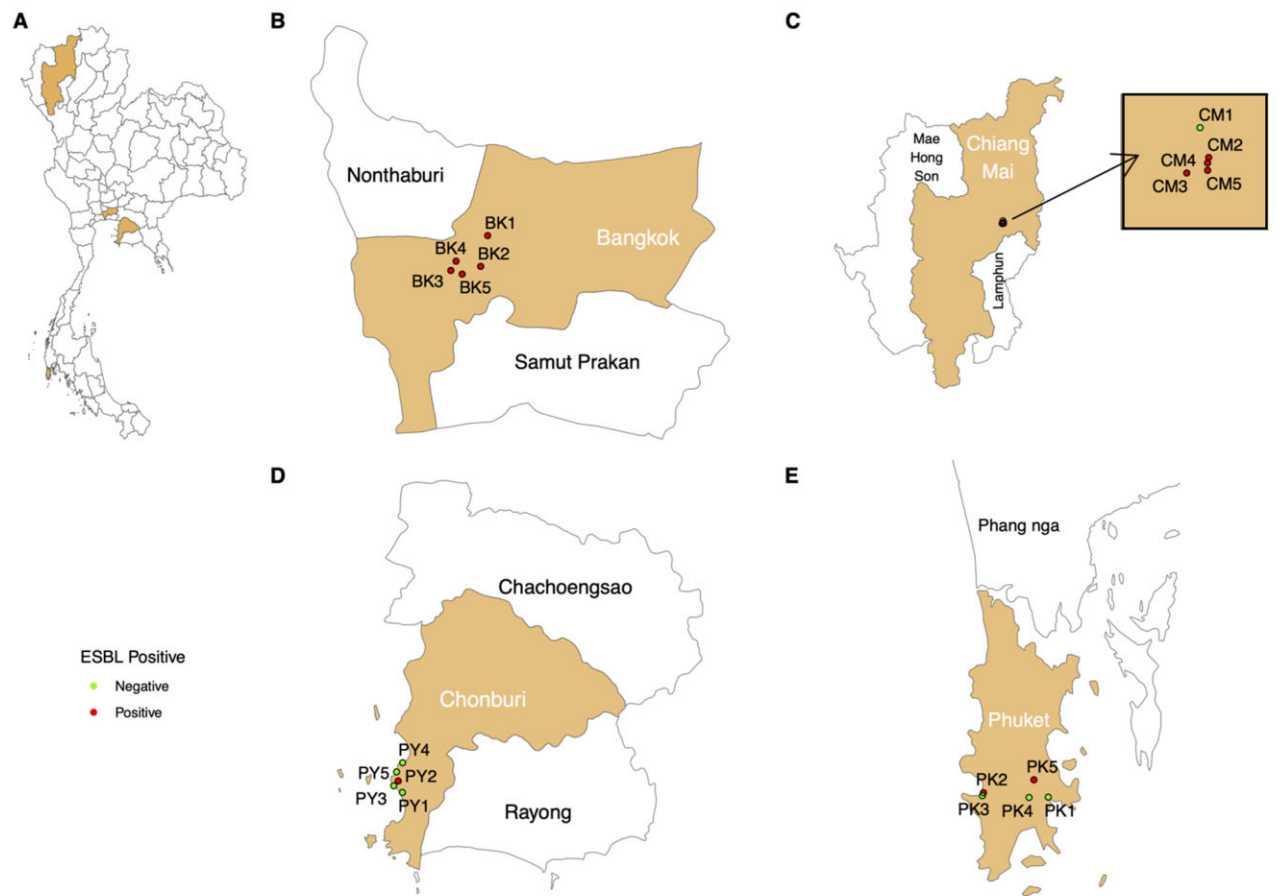 A
B
Nonthaburi
BK1
Bangkok
BK4
BK2
BK3
BK5
Samut Prakan
C
Mae
Hong
Son
Chiang
Mai
Lamphun
CM1
CM2
CM4
CM3
CM5
D
Chachoengsao
Chonburi
PY4
PY5
PY2
PY3
PY1
Rayong
ESBL Positive
Negative
Positive
E
Phang nga
Phuket
PK5
PK2
PK3
PK4
PK1